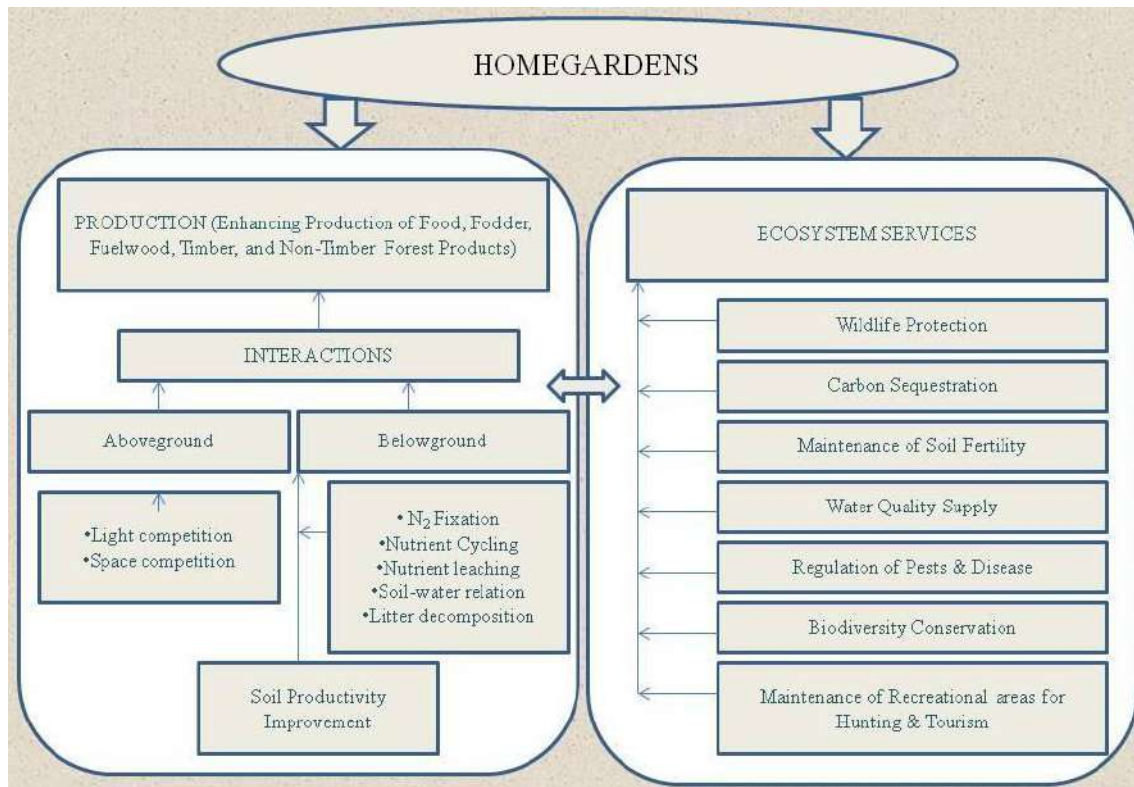 HOMEGARDENS
PRODUCTION (Enhancing Production of Food, Fodder,
Fuelwood, Timber, and Non-Timber Forest Products)
INTERACTIONS
Aboveground
Belowground
•Light competition
•Space competition
•N₂ Fixation
•Nutrient Cycling
•Nutrient leaching
•Soil-water relation
•Litter decomposition
Soil Productivity
Improvement
ECOSYSTEM SERVICES
Wildlife Protection
Carbon Sequestration
Maintenance of Soil Fertility
Water Quality Supply
Regulation of Pests & Disease
Biodiversity Conservation
Maintenance of Recreational areas for
Hunting & Tourism